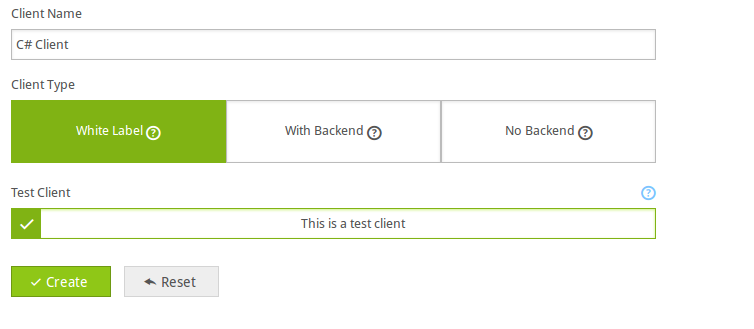 Client Name
C# Client
Client Type
White Label ? With Backend ? No Backend ?
Test Client ?
This is a test client
Create Reset